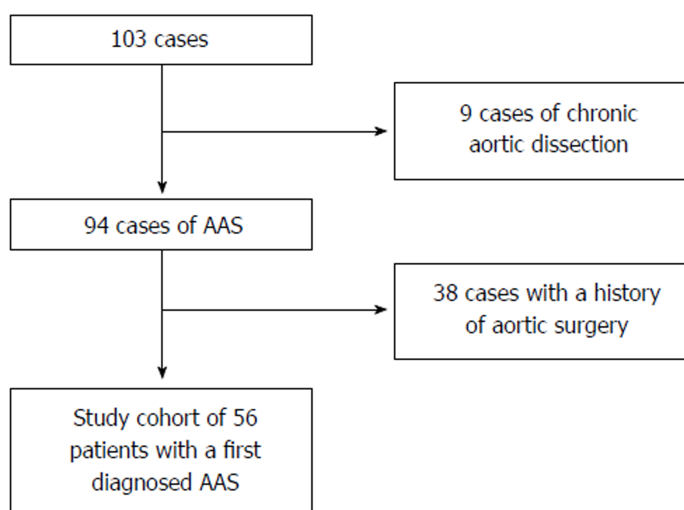 103 cases
9 cases of chronic
aortic dissection
94 cases of AAS
38 cases with a history
of aortic surgery
Study cohort of 56
patients with a first
diagnosed AAS